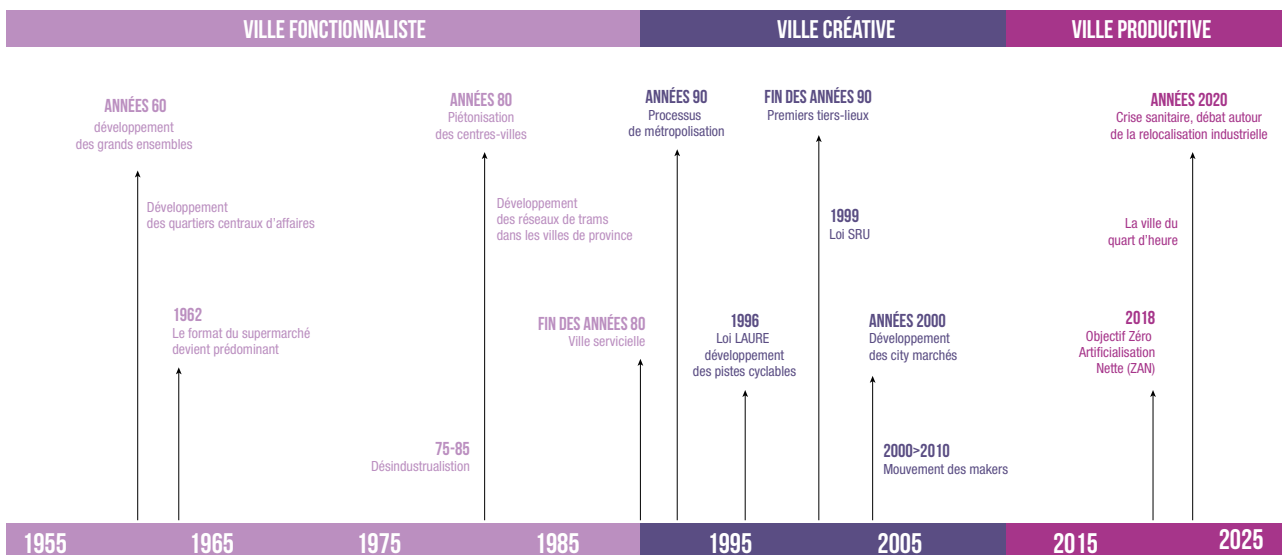 VILLE FONCTIONNALISTE
VILLE CRÉATIVE
VILLE PRODUCTIVE
ANNÉES 60
développement
des grands ensembles
Développement
des quartiers centraux d'affaires
1962
Le format du supermarché
devient prédominant
75-85
Désindustrualistion
ANNÉES 80
Piétonisation
des centres-villes
Développement
des réseaux de trams
dans les villes de province
FIN DES ANNÉES 80
Ville servicielle
ANNÉES 90
Processus
de métropolisation
1996
Loi LAURE
développement
des pistes cyclables
FIN DES ANNÉES 90
Premiers tiers-lieux
1999
Loi SRU
ANNÉES 2000
Développement
des city marchés
2000>2010
Mouvement des makers
ANNÉES 2020
Crise sanitaire, débat autour
de la relocalisation industrielle
La ville du
quart d'heure
2018
Objectif Zéro
Artificialisation
Nette (ZAN)
1955
1965
1975
1985
1995
2005
2015
2025